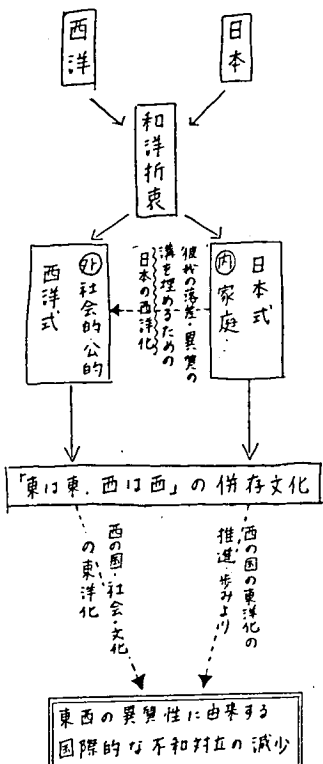 日本
西洋
和洋折衷
日本式
㊤家庭‥
彼我の落差・異質の
溝を埋めるための
日本の西洋化
㊥社会的・公的
西洋式
「東は東、西は西」の併存文化
西の国の東洋化の
推進・歩みより
西の国・社会・文化
の東洋化
東西の異質性に由来する
国際的な不和対立の減少